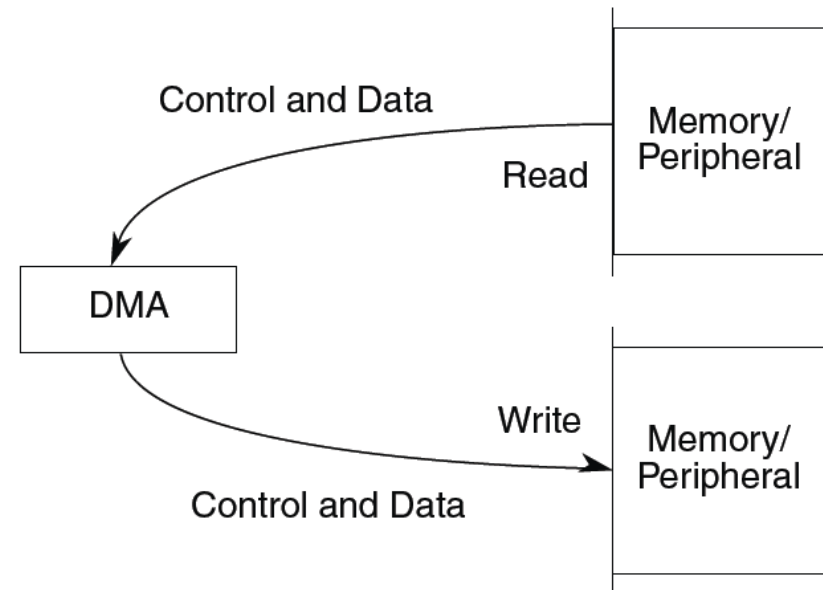 Control and Data
Memory/
Peripheral
Read
DMA
Write
Memory/
Peripheral
Control and Data